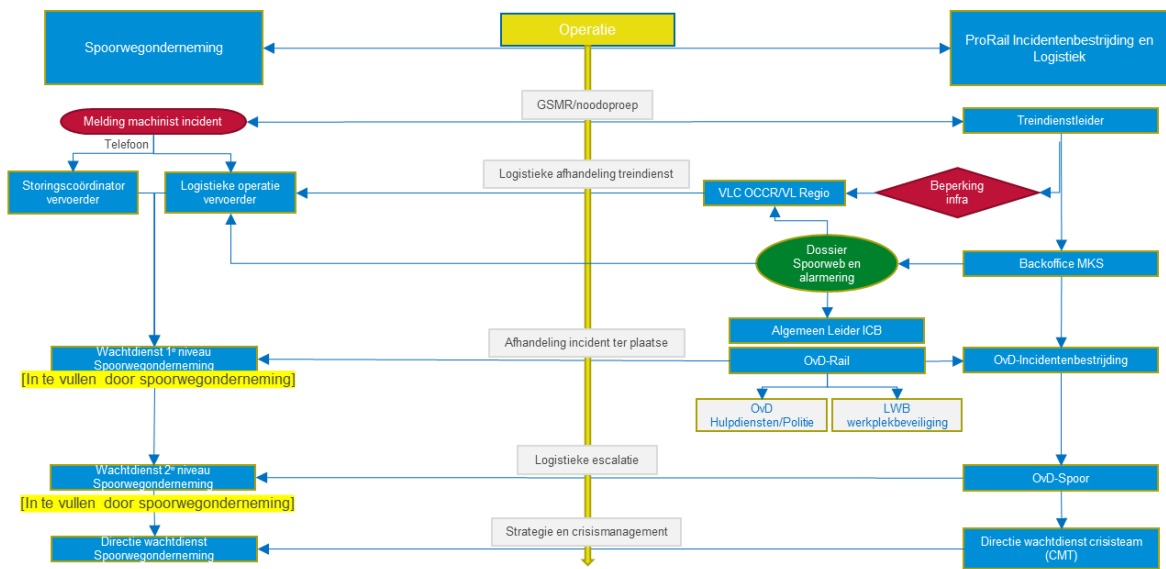 Operatie
Spoorwegonderneming
ProRail Incidentenbestrijding en
Logistiek
GSMR/noodoproep
Melding machinist incident
Treindienstleider
Telefoon
Logistieke afhandeling treindienst
Storingscoördinator
vervoerder
Logistieke operatie
vervoerder
VLC OCCR/VL Regio
Beperking
infra
Dossier
Spoorweb en
alarmering
Backoffice MKS
Algemeen Leider ICB
Afhandeling incident ter plaatse
Wachtdienst 1e niveau
Spoorwegonderneming
OvD-Rail
OvD-Incidentenbestrijding
[In te vullen door spoorwegonderneming]
OvD
Hulpdiensten/Politie
LWB
werkplekbeveiliging
Logistieke escalatie
Wachtdienst 2e niveau
Spoorwegonderneming
OvD-Spoor
[In te vullen door spoorwegonderneming]
Strategie en crisismanagement
Directie wachtdienst
Spoorwegonderneming
Directie wachtdienst crisisteam
(CMT)